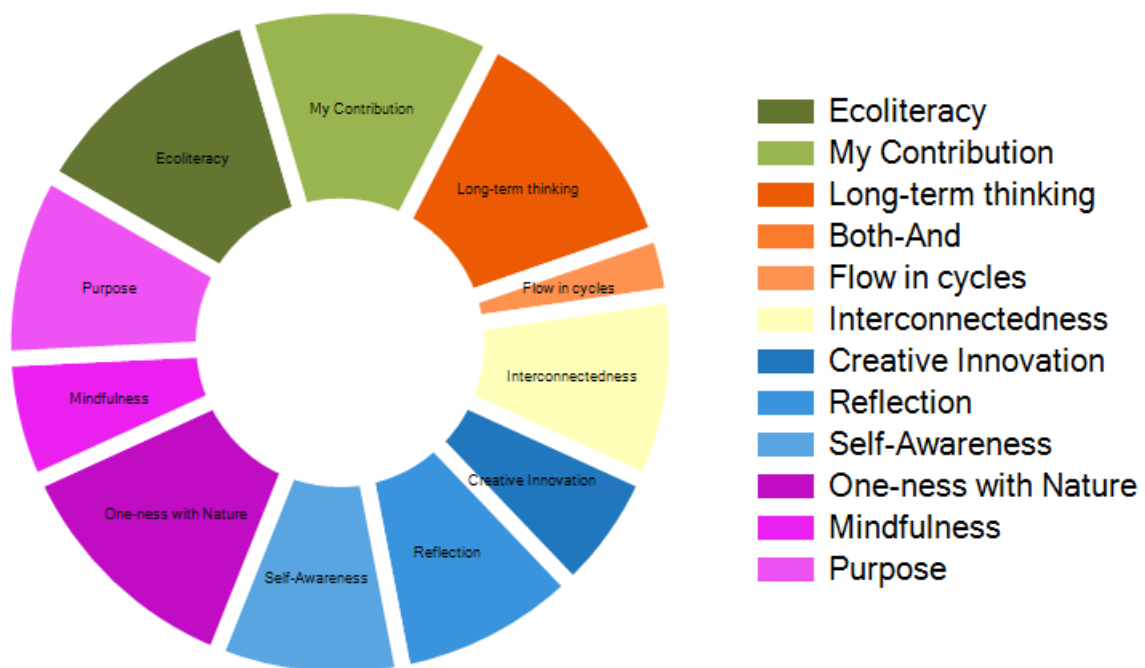 My Contribution
Ecoliteracy
Long-term thinking
Purpose
Flow in cycles
Interconnectedness
Mindfulness
Creative Innovation
One-ness with Nature
Reflection
Self-Awareness
Ecoliteracy
My Contribution
Long-term thinking
Both-And
Flow in cycles
Interconnectedness
Creative Innovation
Reflection
Self-Awareness
One-ness with Nature
Mindfulness
Purpose